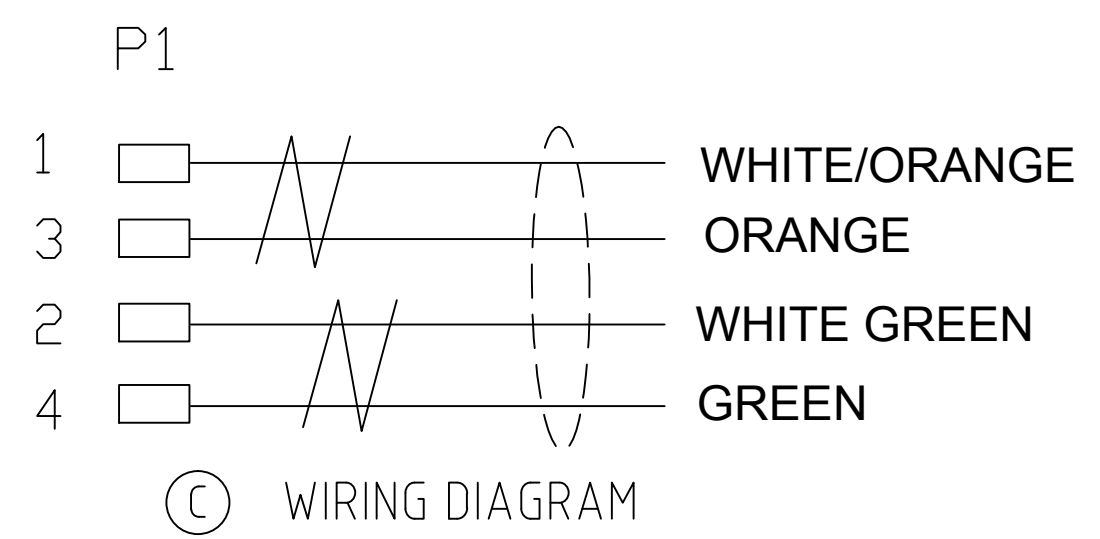 P1
1 WHITE/ORANGE
3 ORANGE
2 WHITE GREEN
4 GREEN
C WIRING DIAGRAM